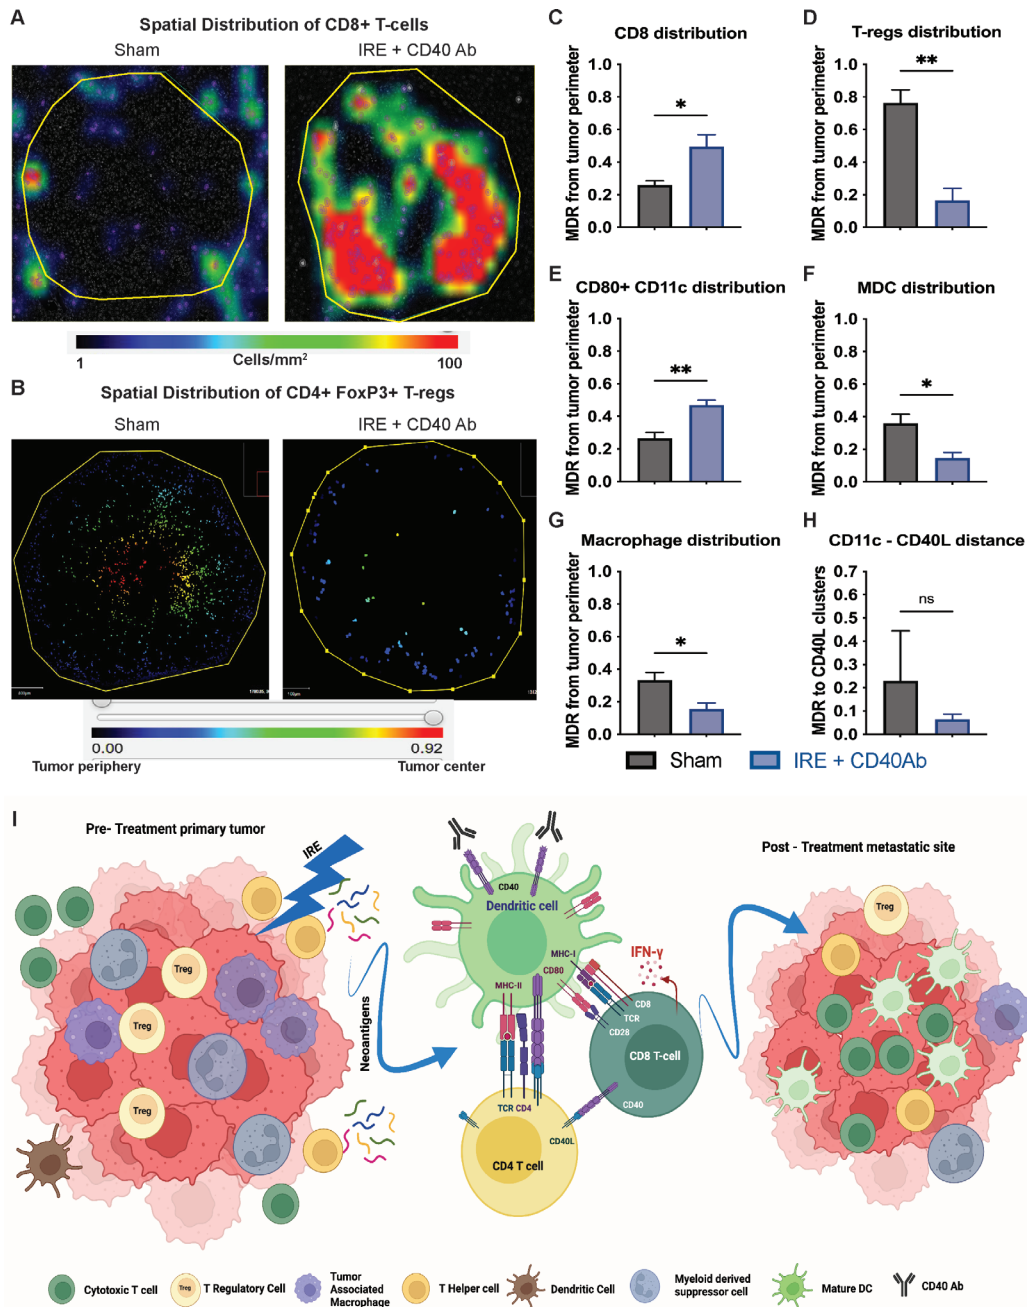 A
Spatial Distribution of CD8+ T-cells
Sham
IRE + CD40 Ab
1
Cells/mm2
100
B
Spatial Distribution of CD4+ FoxP3+ T-regs
Sham
IRE + CD40 Ab
0.00
0.92
Tumor periphery
Tumor center
C
CD8 distribution
MDR from tumor perimeter
1.0
0.8
0.6
0.4
0.2
0.0
*
D
T-regs distribution
MDR from tumor perimeter
1.0
0.8
0.6
0.4
0.2
0.0
**
E
CD80+ CD11c distribution
MDR from tumor perimeter
1.0
0.8
0.6
0.4
0.2
0.0
**
F
MDC distribution
MDR from tumor perimeter
1.0
0.8
0.6
0.4
0.2
0.0
*
G
Macrophage distribution
MDR from tumor perimeter
1.0
0.8
0.6
0.4
0.2
0.0
*
H
CD11c - CD40L distance
MDR to CD40L clusters
0.7
0.6
0.5
0.4
0.3
0.2
0.1
0.0
ns
Sham
IRE + CD40Ab
I
Pre- Treatment primary tumor
IRE
Treg
Treg
Treg
Neoantigens
CD40
Dendritic cell
MHC-II
CD80
MHC-I
IFN-γ
CD8
TCR
CD28
CD8 T-cell
CD40
TCR CD4
CD40L
CD4 T cell
Post - Treatment metastatic site
Treg
Cytotoxic T cell
Treg
T Regulatory Cell
Tumor
Associated
Macrophage
T Helper cell
Dendritic Cell
Myeloid derived
suppressor cell
Mature DC
CD40 Ab